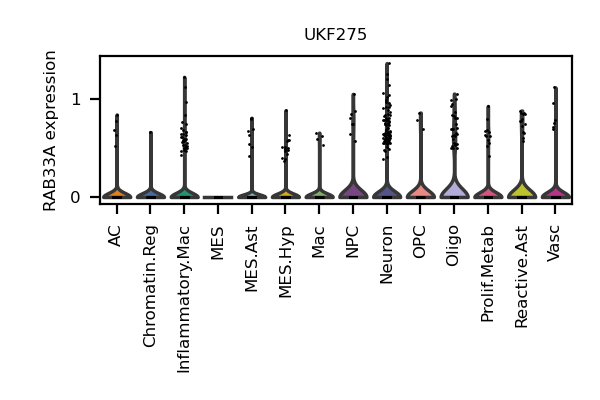 UKF275
RAB33A expression
1
0
AC
Chromatin.Reg
Inflammatory.Mac
MES
MES.Ast
MES.Hyp
Mac
NPC
Neuron
OPC
Oligo
Prolif.Metab
Reactive.Ast
Vasc